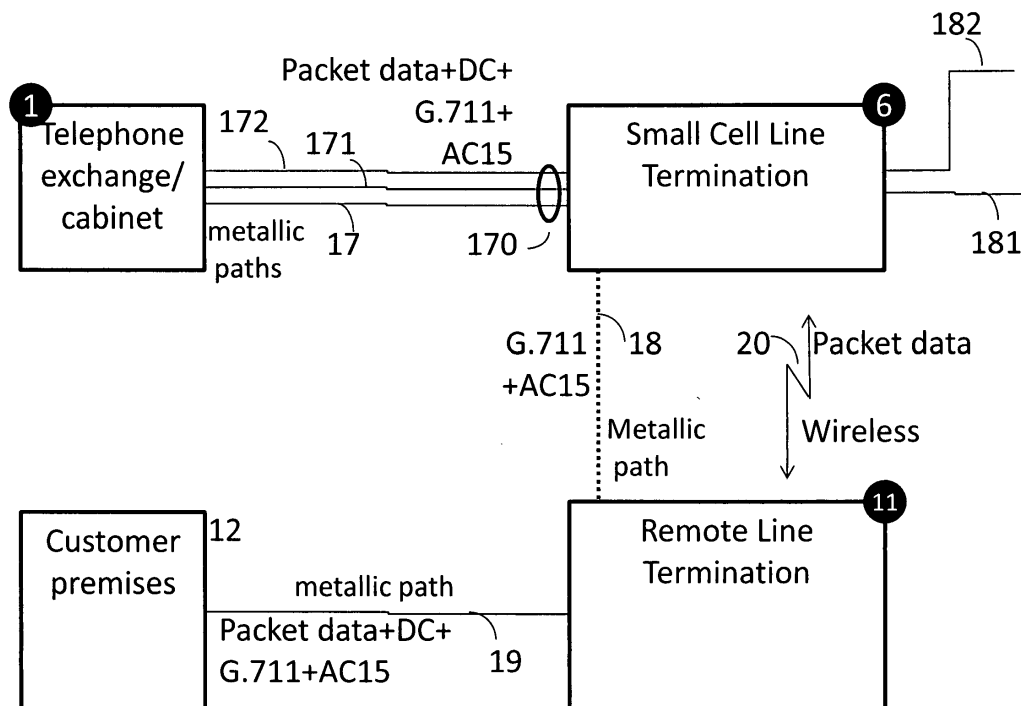 182
1
Telephone
exchange/
cabinet
172
171
17
metallic
paths
Packet data+DC+
G.711+
AC15
170
6
Small Cell Line
Termination
181
G.711
+AC15
18
Metallic
path
20
Packet data
Wireless
Customer
premises
12
metallic path
Packet data+DC+
G.711+AC15
19
11
Remote Line
Termination